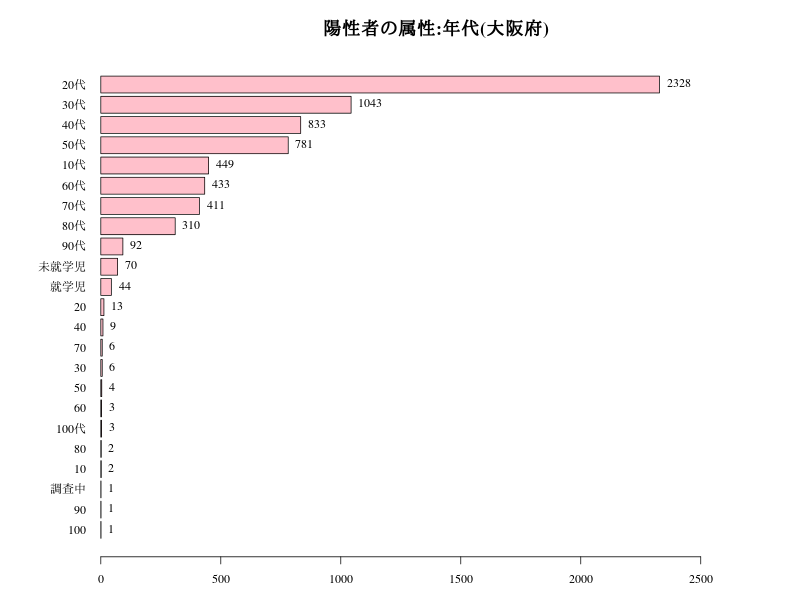 陽性者の属性:年代(大阪府)
20代 2328
30代 1043
40代 833
50代 781
10代 449
60代 433
70代 411
80代 310
90代 92
未就学児 70
就学児 44
20 13
40 9
70 6
30 6
50 4
60 3
100代 3
80 2
10 2
調査中 1
90 1
100 1
0 500 1000 1500 2000 2500